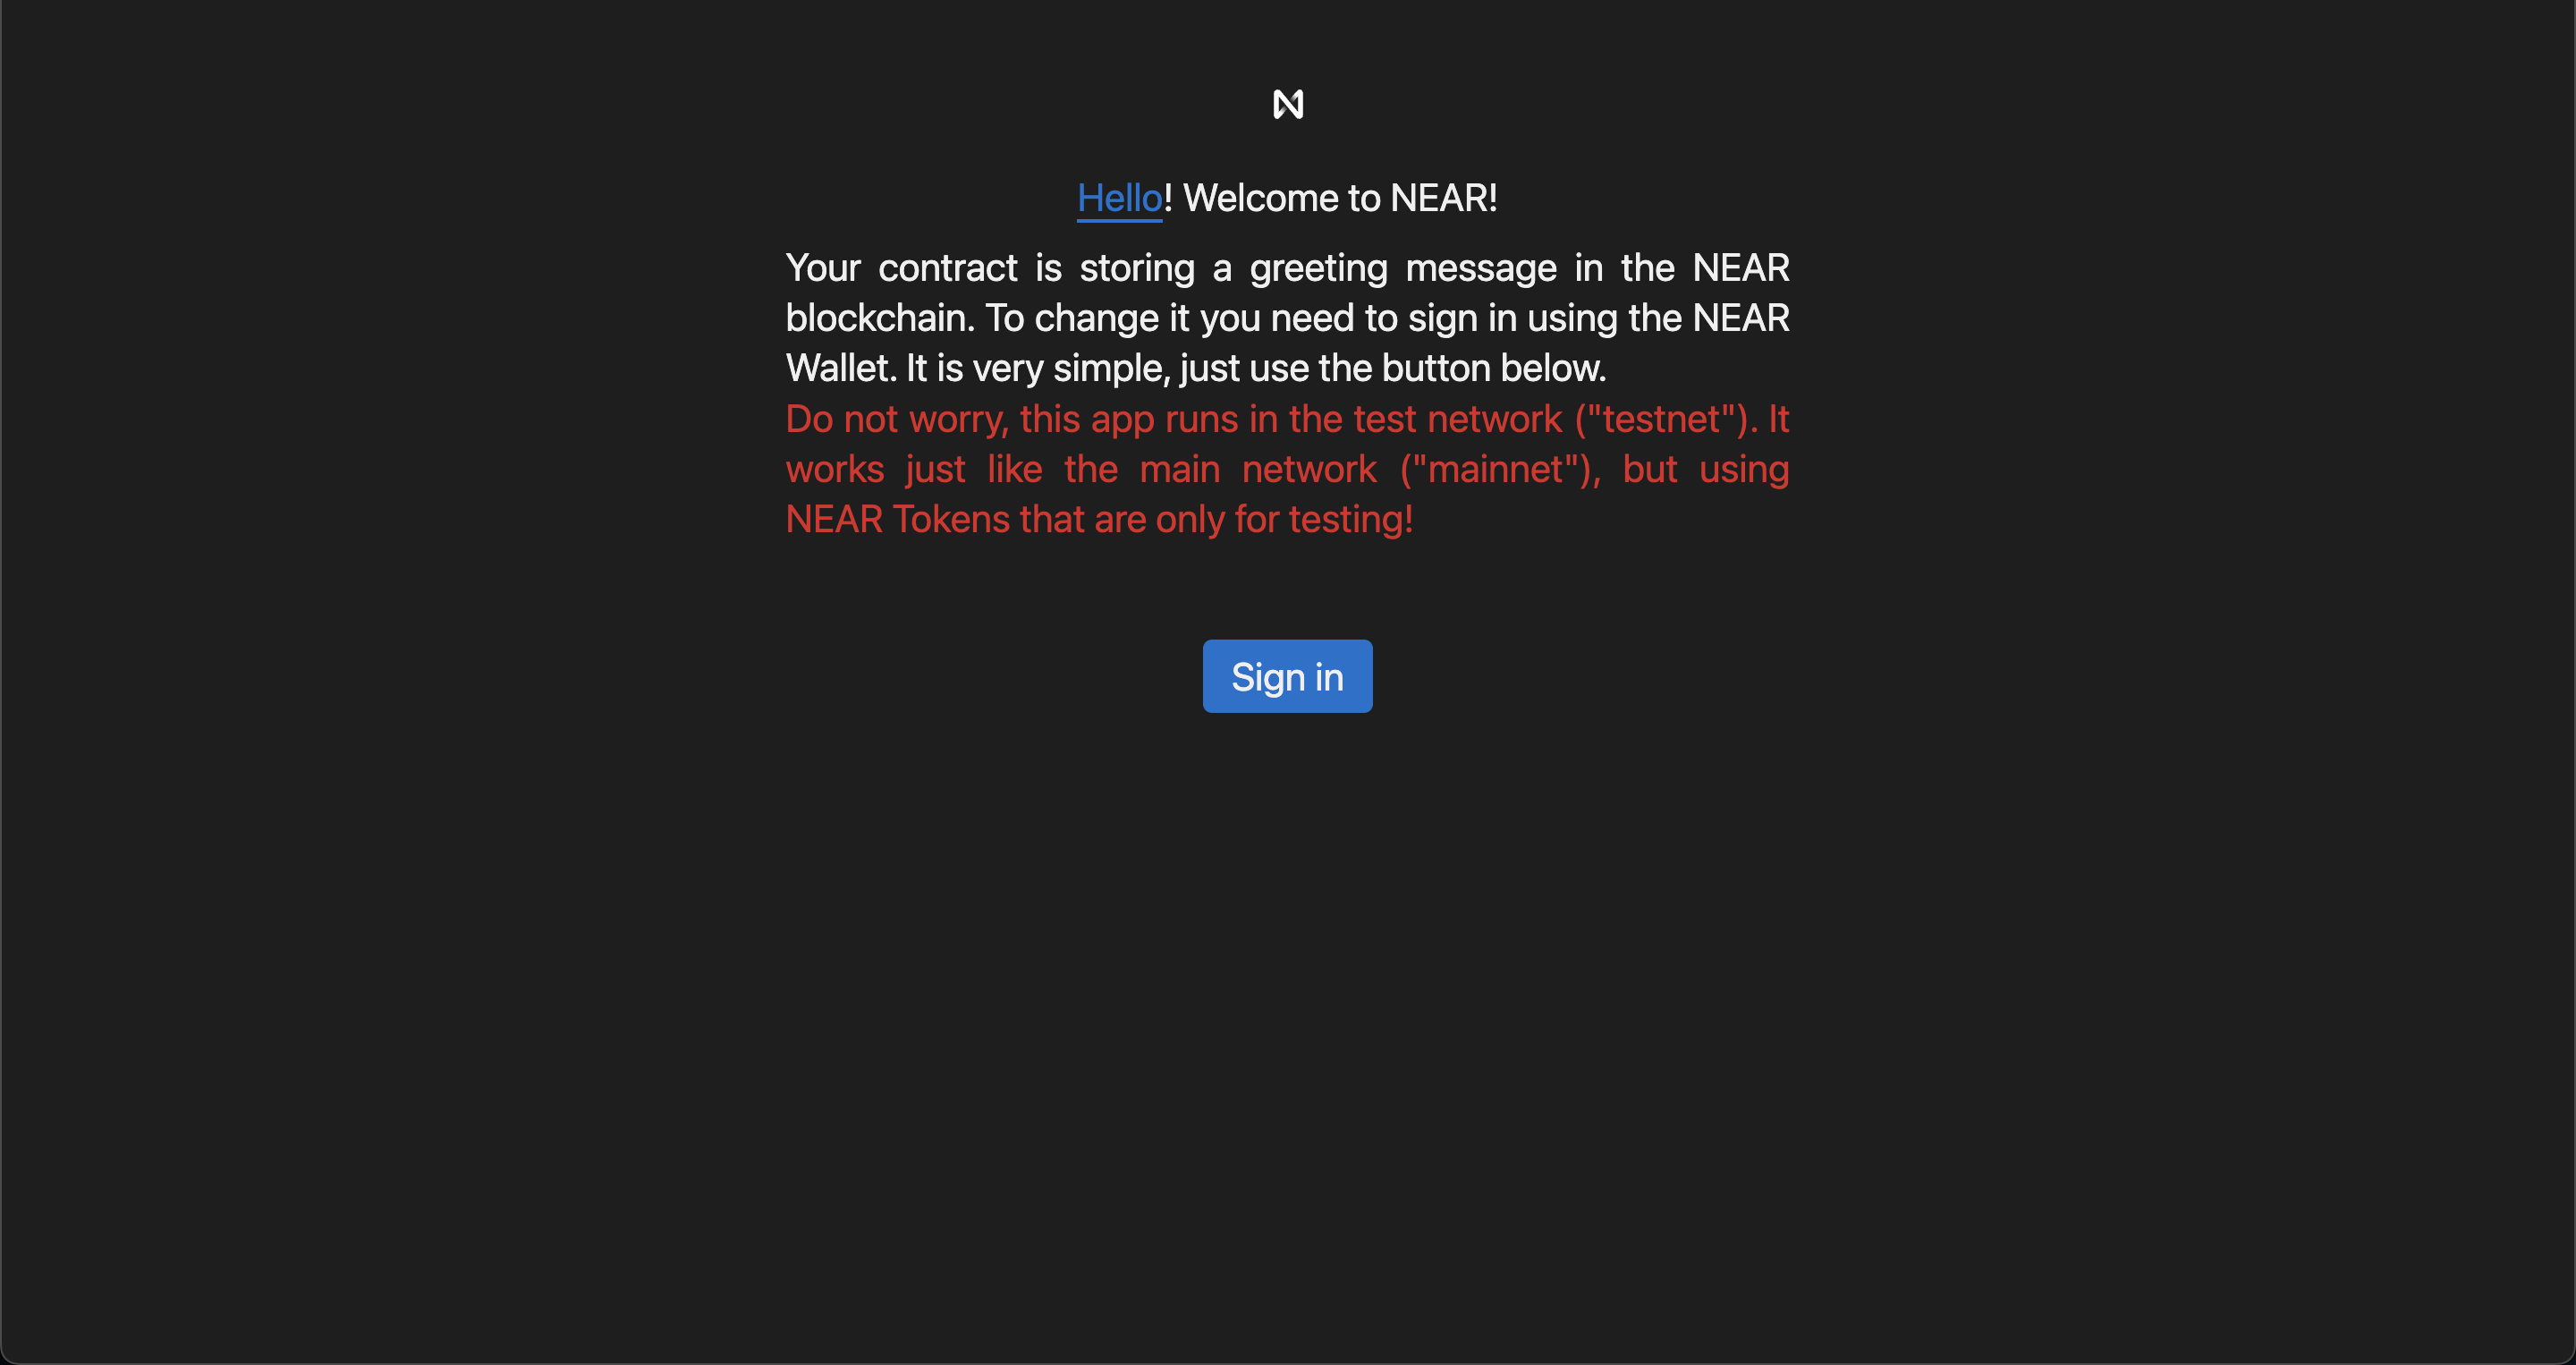 Hello! Welcome to NEAR!
Your contract is storing a greeting message in the NEAR
blockchain. To change it you need to sign in using the NEAR
Wallet. It is very simple, just use the button below.
Do not worry, this app runs in the test network ("testnet"). It
works just like the main network ("mainnet"), but using
NEAR Tokens that are only for testing!
Sign in